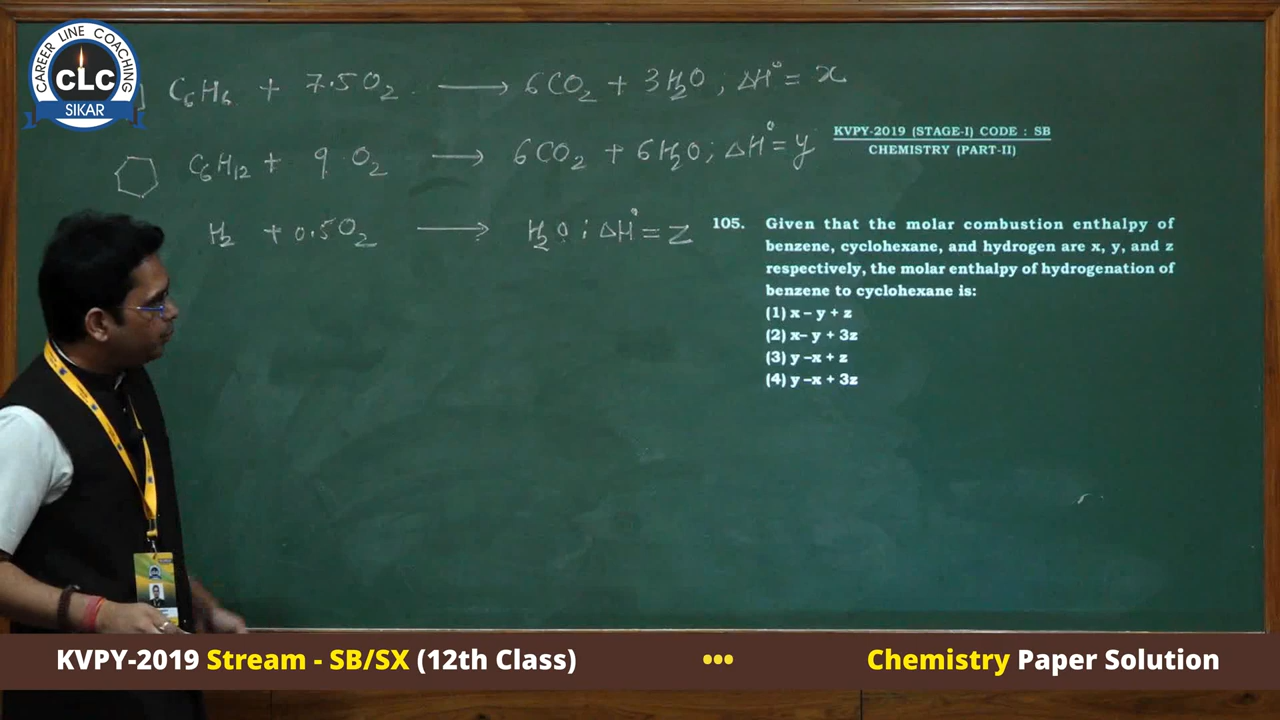 CAREER LINE COACHING
CLC
SIKAR
C6H6 + 7.5O2 ⟶ 6CO2 + 3H2O ; ΔH° = x
C6H12 + 9 O2 ⟶ 6CO2 + 6H2O ; ΔH° = y
H2 + 0.5O2 ⟶ H2O ; ΔH° = z
KVPY-2019 (STAGE-I) CODE : SB
CHEMISTRY (PART-II)
105. Given that the molar combustion enthalpy of
benzene, cyclohexane, and hydrogen are x, y, and z
respectively, the molar enthalpy of hydrogenation of
benzene to cyclohexane is:
(1) x – y + z
(2) x– y + 3z
(3) y –x + z
(4) y –x + 3z
KVPY-2019 Stream - SB/SX (12th Class) ••• Chemistry Paper Solution